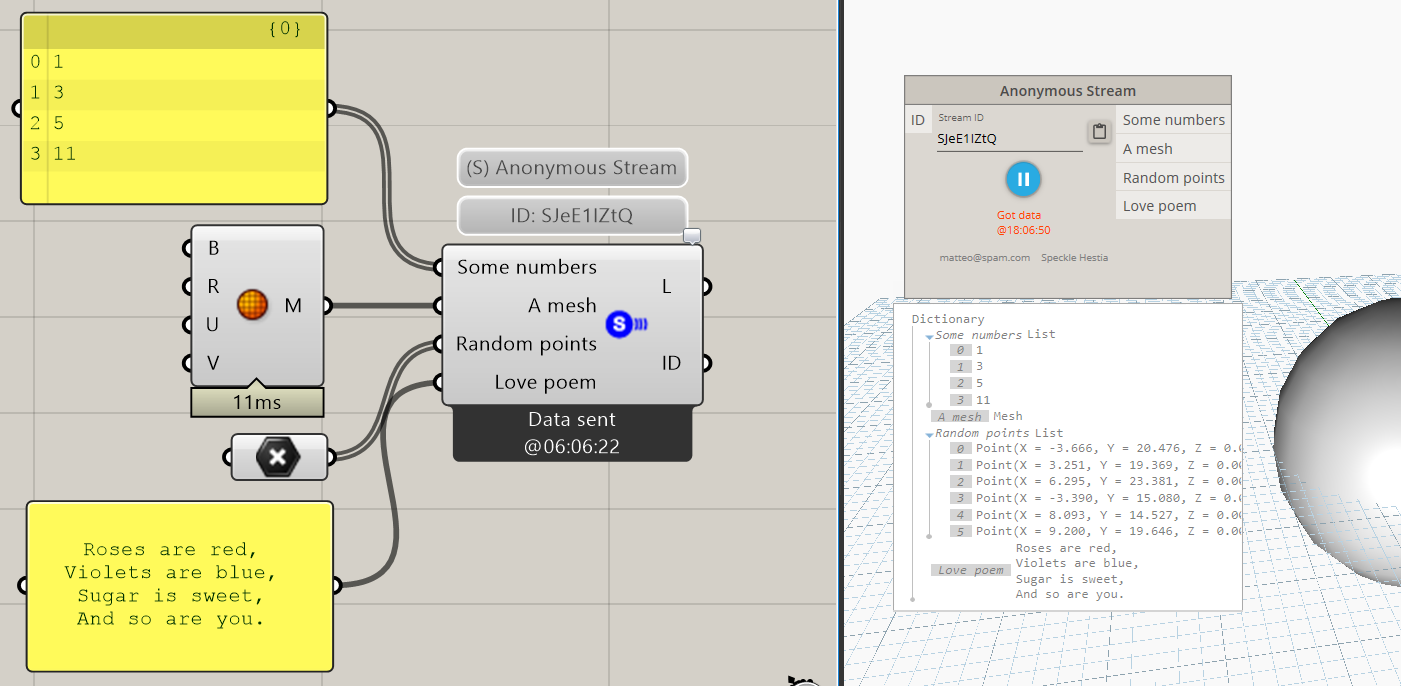 {0}
0 1
1 3
2 5
3 11
B
R
U
V
M
11ms
Roses are red,
Violets are blue,
Sugar is sweet,
And so are you.
(S) Anonymous Stream
ID: SJeE1IZtQ
Some numbers
A mesh
Random points
Love poem
L
ID
S
Data sent
@06:06:22
Anonymous Stream
ID
Stream ID
SJeE1IZtQ
Got data
@18:06:50
matteo@spam.com Speckle Hestia
Some numbers
A mesh
Random points
Love poem
Dictionary
Some numbers List
0 1
1 3
2 5
3 11
A mesh Mesh
Random points List
0 Point(X = -3.666, Y = 20.476, Z = 0.0
1 Point(X = 3.251, Y = 19.369, Z = 0.0
2 Point(X = 6.295, Y = 23.381, Z = 0.0
3 Point(X = -3.390, Y = 15.080, Z = 0.
4 Point(X = 8.093, Y = 14.527, Z = 0.0
5 Point(X = 9.200, Y = 19.646, Z = 0.0
Love poem
Roses are red,
Violets are blue,
Sugar is sweet,
And so are you.